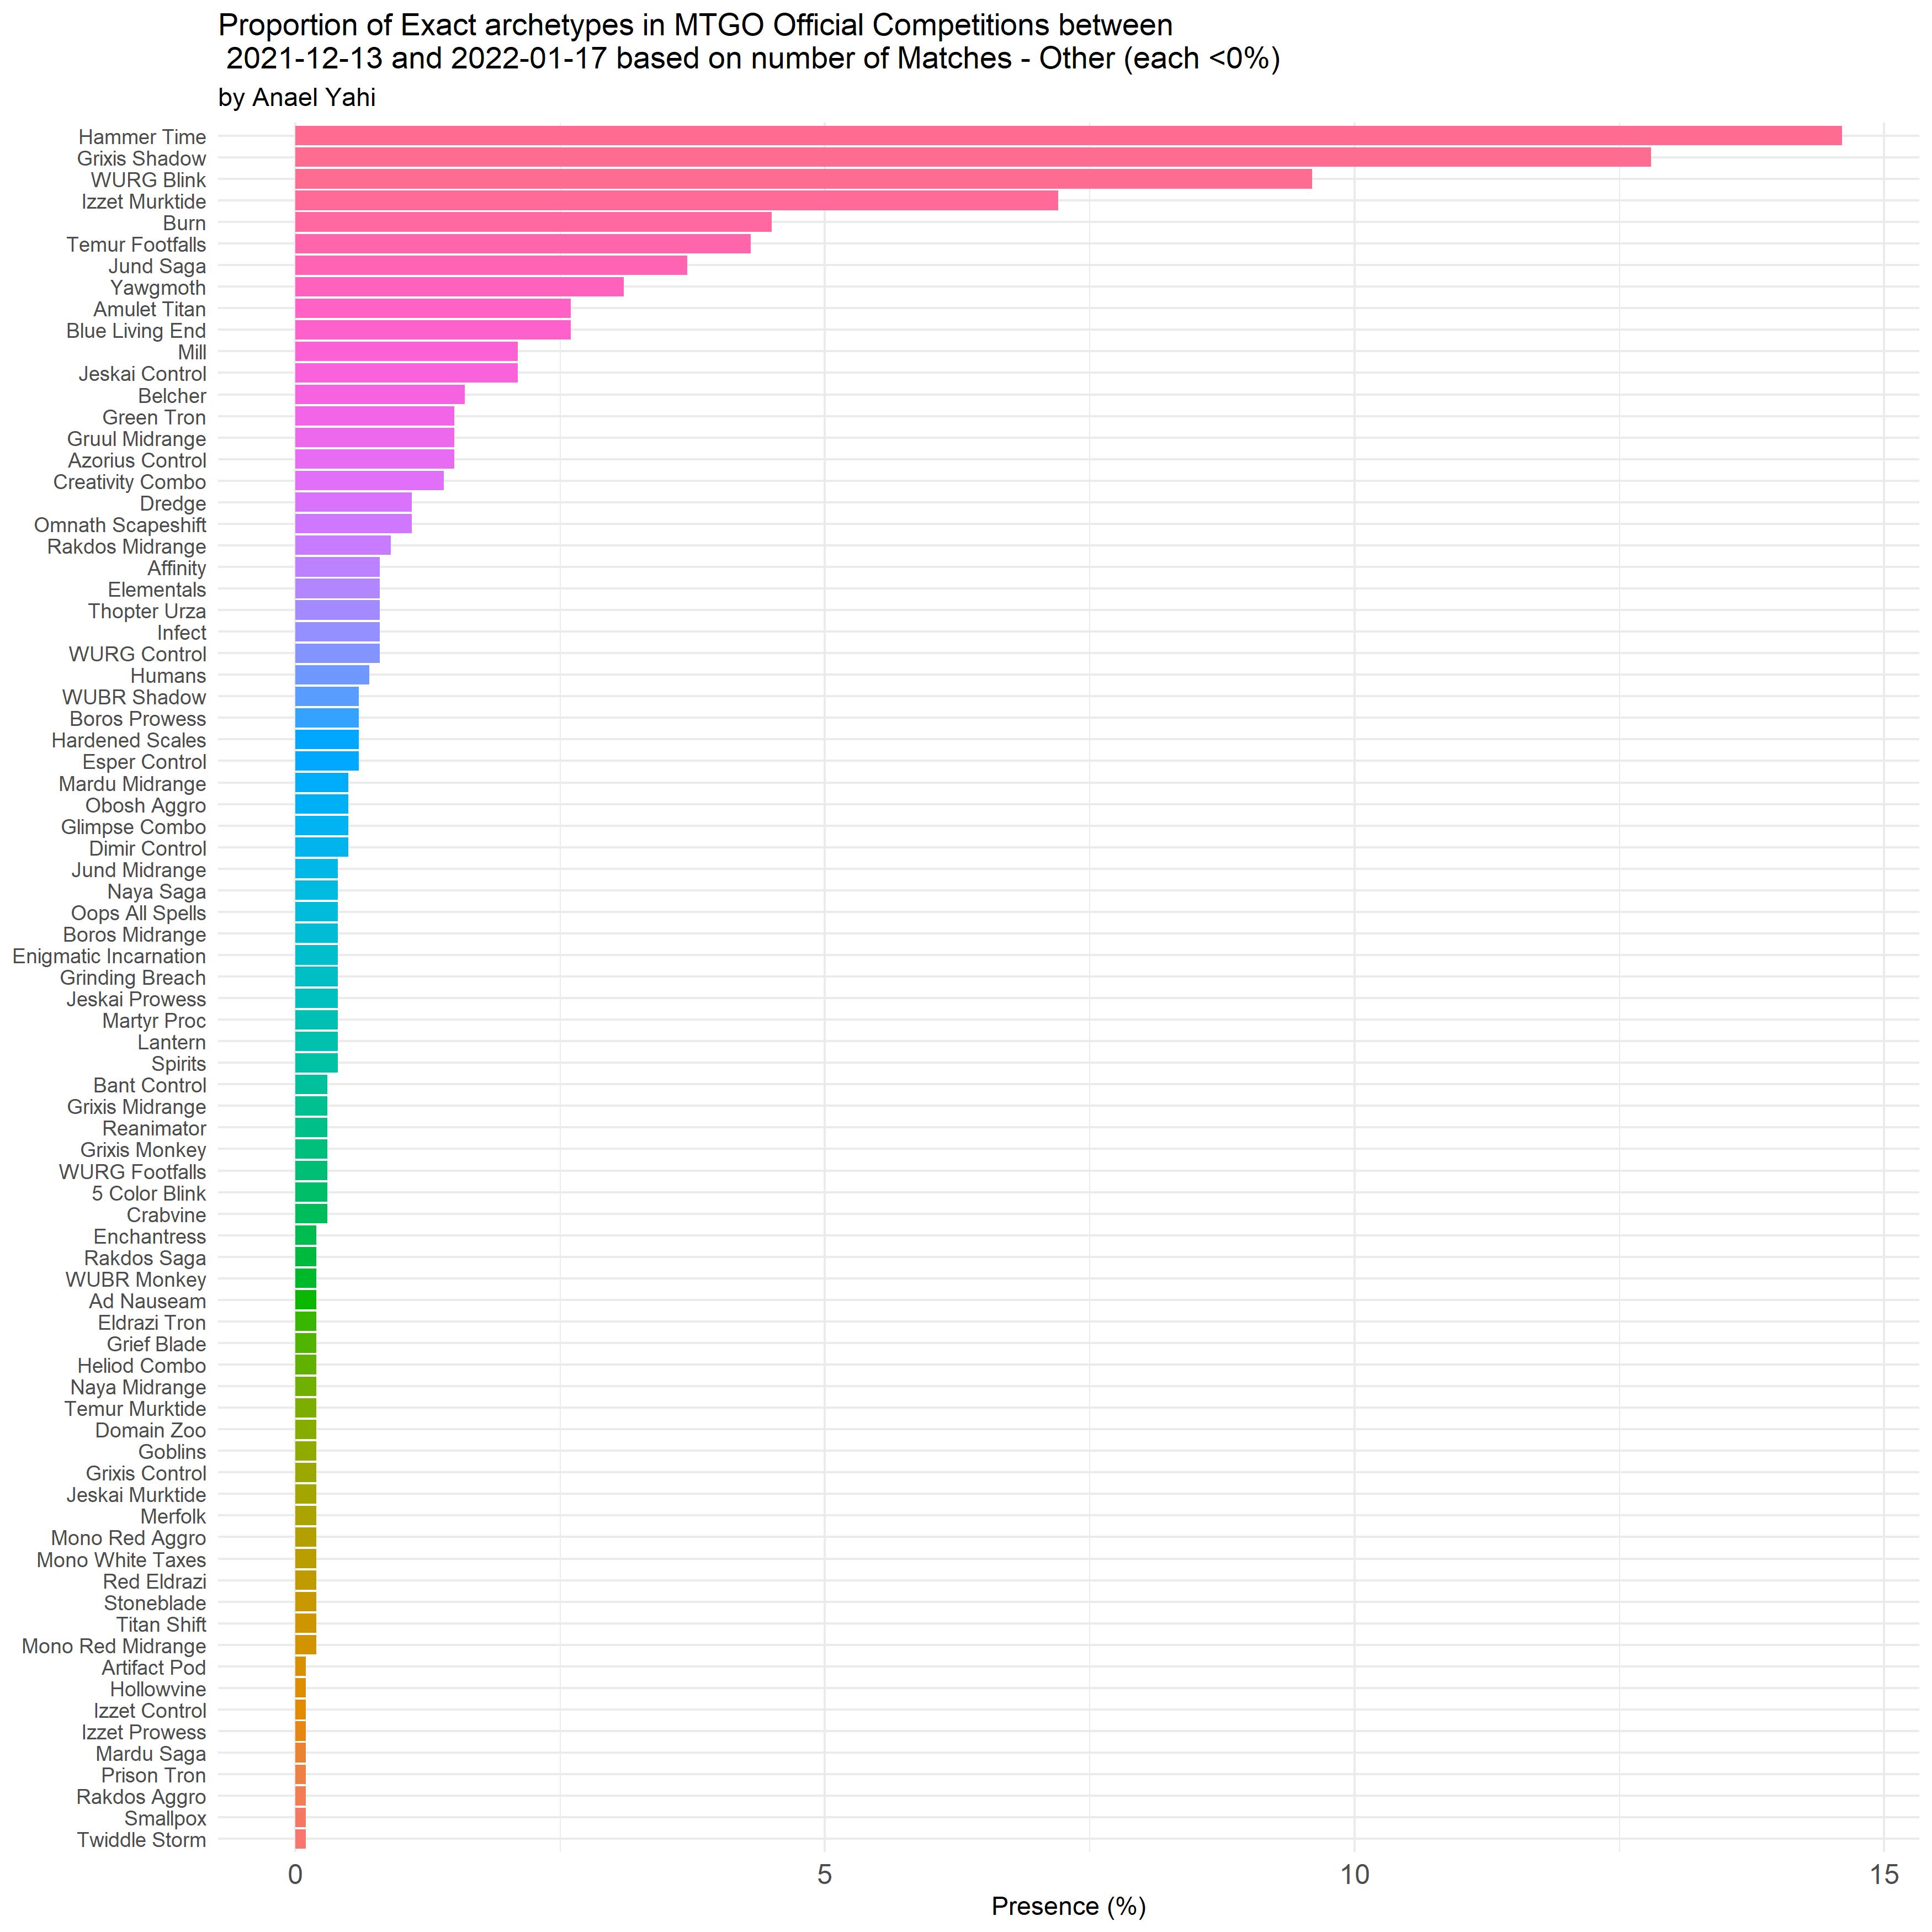 Proportion of Exact archetypes in MTGO Official Competitions between
2021-12-13 and 2022-01-17 based on number of Matches - Other (each <0%)
by Anael Yahi
Hammer Time
Grixis Shadow
WURG Blink
Izzet Murktide
Burn
Temur Footfalls
Jund Saga
Yawgmoth
Amulet Titan
Blue Living End
Mill
Jeskai Control
Belcher
Green Tron
Gruul Midrange
Azorius Control
Creativity Combo
Dredge
Omnath Scapeshift
Rakdos Midrange
Affinity
Elementals
Thopter Urza
Infect
WURG Control
Humans
WUBR Shadow
Boros Prowess
Hardened Scales
Esper Control
Mardu Midrange
Obosh Aggro
Glimpse Combo
Dimir Control
Jund Midrange
Naya Saga
Oops All Spells
Boros Midrange
Enigmatic Incarnation
Grinding Breach
Jeskai Prowess
Martyr Proc
Lantern
Spirits
Bant Control
Grixis Midrange
Reanimator
Grixis Monkey
WURG Footfalls
5 Color Blink
Crabvine
Enchantress
Rakdos Saga
WUBR Monkey
Ad Nauseam
Eldrazi Tron
Grief Blade
Heliod Combo
Naya Midrange
Temur Murktide
Domain Zoo
Goblins
Grixis Control
Jeskai Murktide
Merfolk
Mono Red Aggro
Mono White Taxes
Red Eldrazi
Stoneblade
Titan Shift
Mono Red Midrange
Artifact Pod
Hollowvine
Izzet Control
Izzet Prowess
Mardu Saga
Prison Tron
Rakdos Aggro
Smallpox
Twiddle Storm
0 5 10 15
Presence (%)